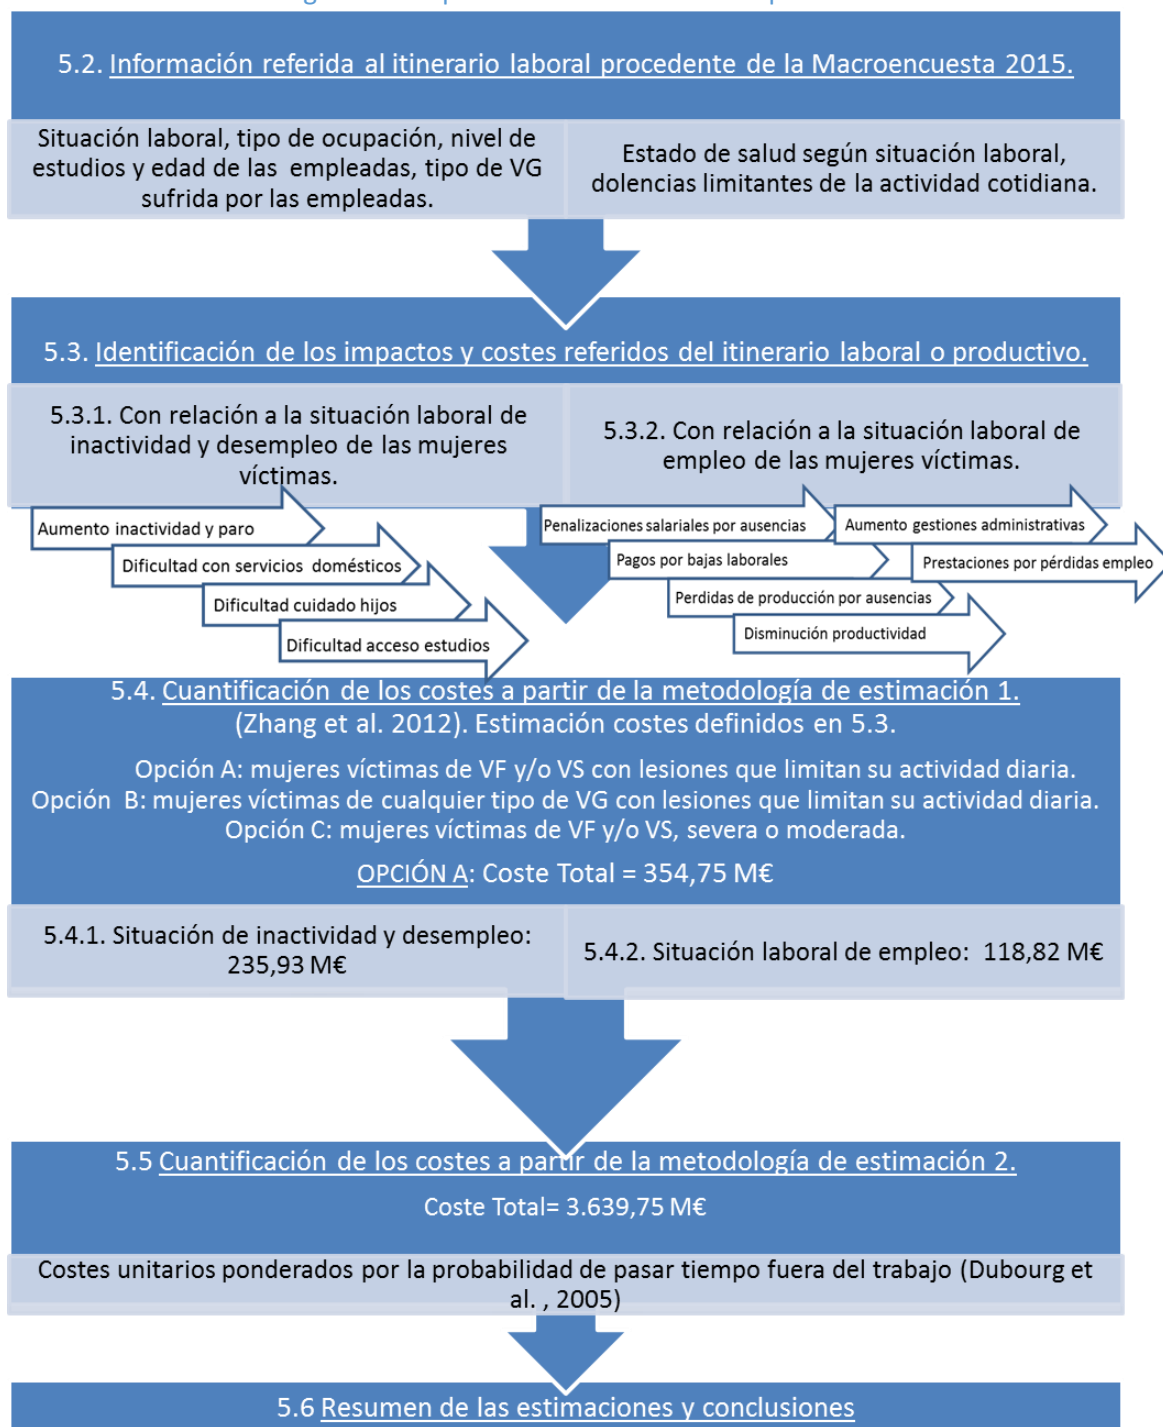 5.2. Información referida al itinerario laboral procedente de la Macroencuesta 2015.
Situación laboral, tipo de ocupación, nivel de
estudios y edad de las empleadas, tipo de VG
sufrida por las empleadas.
Estado de salud según situación laboral,
dolencias limitantes de la actividad cotidiana.
5.3. Identificación de los impactos y costes referidos del itinerario laboral o productivo.
5.3.1. Con relación a la situación laboral de
inactividad y desempleo de las mujeres
víctimas.
5.3.2. Con relación a la situación laboral de
empleo de las mujeres víctimas.
Aumento inactividad y paro
Dificultad con servicios domésticos
Dificultad cuidado hijos
Dificultad acceso estudios
Penalizaciones salariales por ausencias
Pagos por bajas laborales
Perdidas de producción por ausencias
Disminución productividad
Aumento gestiones administrativas
Prestaciones por pérdidas empleo
5.4. Cuantificación de los costes a partir de la metodología de estimación 1.
(Zhang et al. 2012). Estimación costes definidos en 5.3.
Opción A: mujeres víctimas de VF y/o VS con lesiones que limitan su actividad diaria.
Opción B: mujeres víctimas de cualquier tipo de VG con lesiones que limitan su actividad diaria.
Opción C: mujeres víctimas de VF y/o VS, severa o moderada.
OPCIÓN A: Coste Total = 354,75 M€
5.4.1. Situación de inactividad y desempleo:
235,93 M€
5.4.2. Situación laboral de empleo: 118,82 M€
5.5 Cuantificación de los costes a partir de la metodología de estimación 2.
Coste Total= 3.639,75 M€
Costes unitarios ponderados por la probabilidad de pasar tiempo fuera del trabajo (Dubourg et
al. , 2005)
5.6 Resumen de las estimaciones y conclusiones